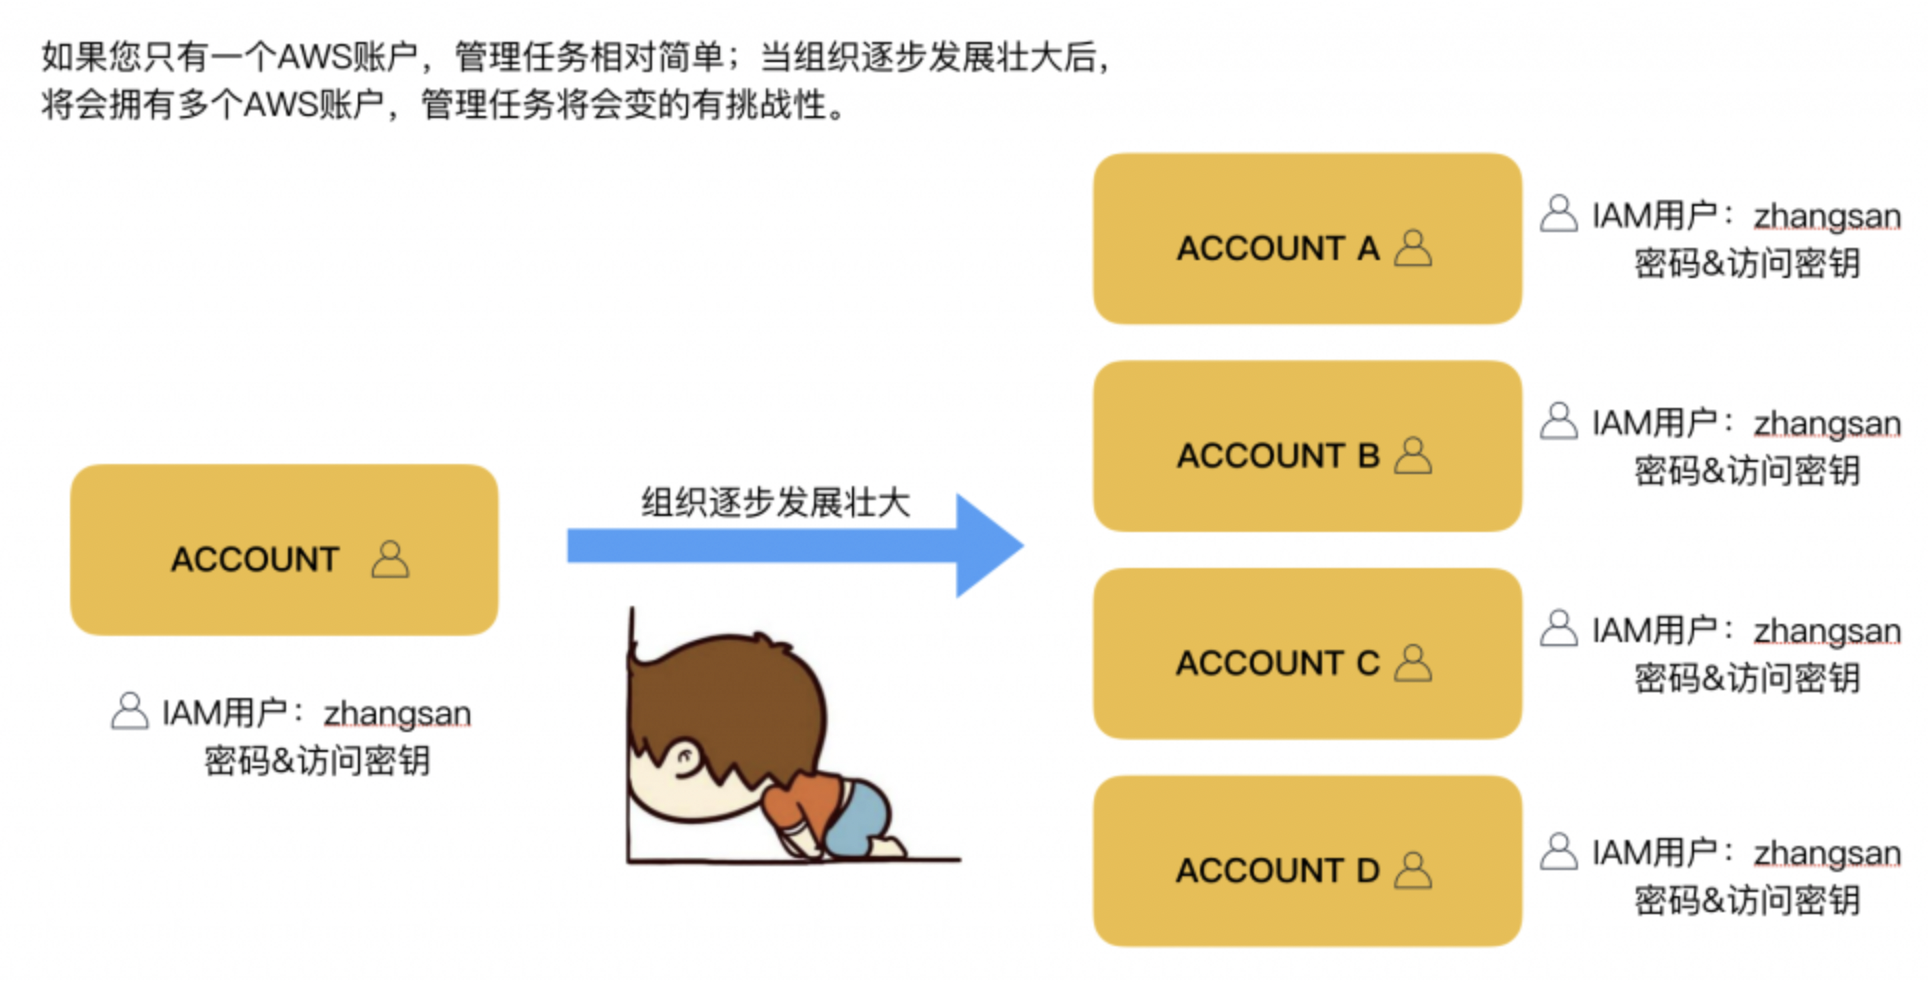 如果您只有一个AWS账户，管理任务相对简单；当组织逐步发展壮大后，
将会拥有多个AWS账户，管理任务将会变的有挑战性。
ACCOUNT
IAM用户：zhangsan
密码&访问密钥
组织逐步发展壮大
ACCOUNT A
IAM用户：zhangsan
密码&访问密钥
ACCOUNT B
IAM用户：zhangsan
密码&访问密钥
ACCOUNT C
IAM用户：zhangsan
密码&访问密钥
ACCOUNT D
IAM用户：zhangsan
密码&访问密钥